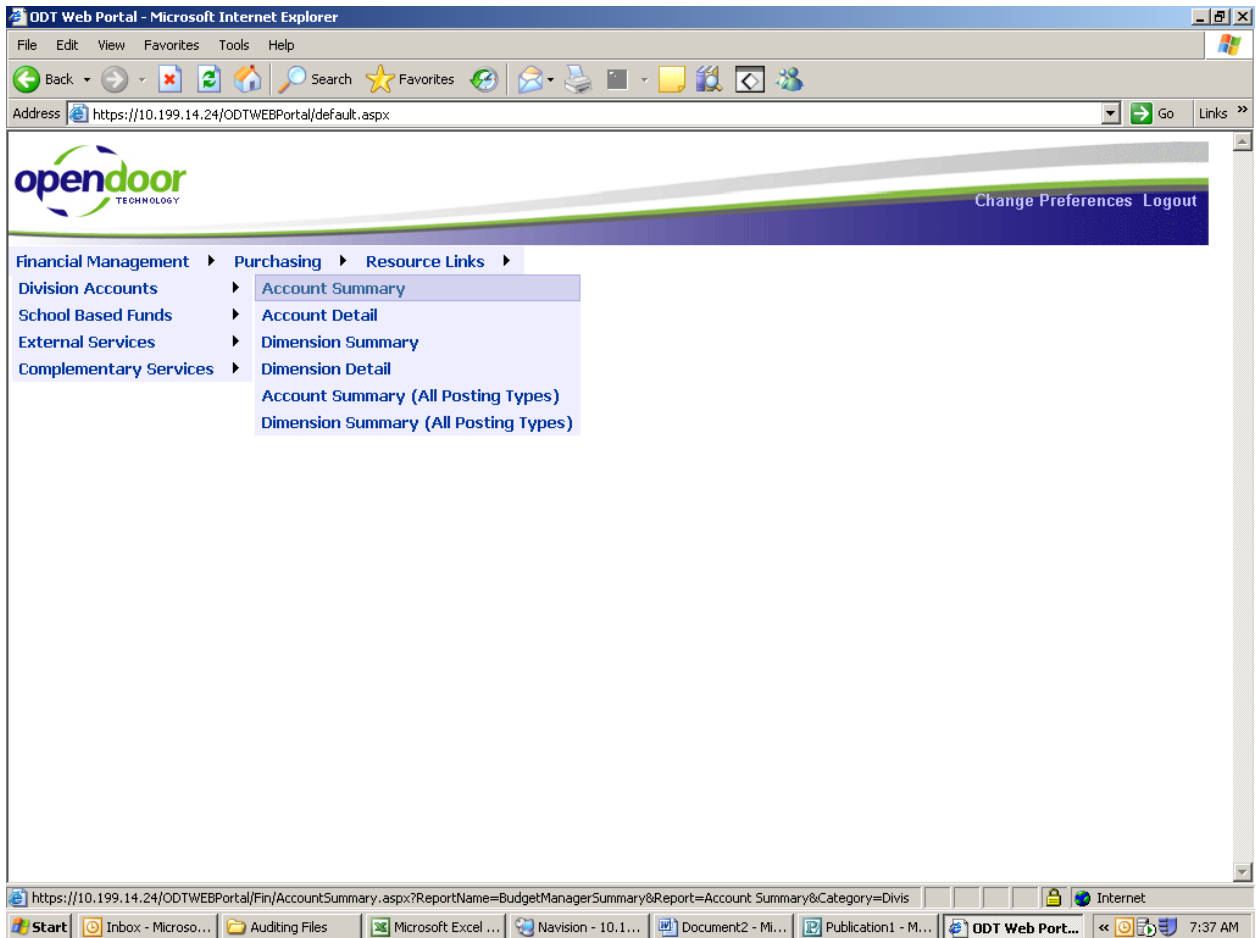 ODT Web Portal - Microsoft Internet Explorer
File Edit View Favorites Tools Help
Back Search Favorites
Address https://10.199.14.24/ODTWEBPortal/default.aspx Go Links »
opendoor
TECHNOLOGY
Change Preferences Logout
Financial Management Purchasing Resource Links
Division Accounts Account Summary
School Based Funds Account Detail
External Services Dimension Summary
Complementary Services Dimension Detail
Account Summary (All Posting Types)
Dimension Summary (All Posting Types)
https://10.199.14.24/ODTWEBPortal/Fin/AccountSummary.aspx?ReportName=BudgetManagerSummary&Report=Account Summary&Category=Divis Internet
Start Inbox - Microso... Auditing Files Microsoft Excel ... Navision - 10.1... Document2 - Mi... Publication1 - M... ODT Web Port... « 7:37 AM